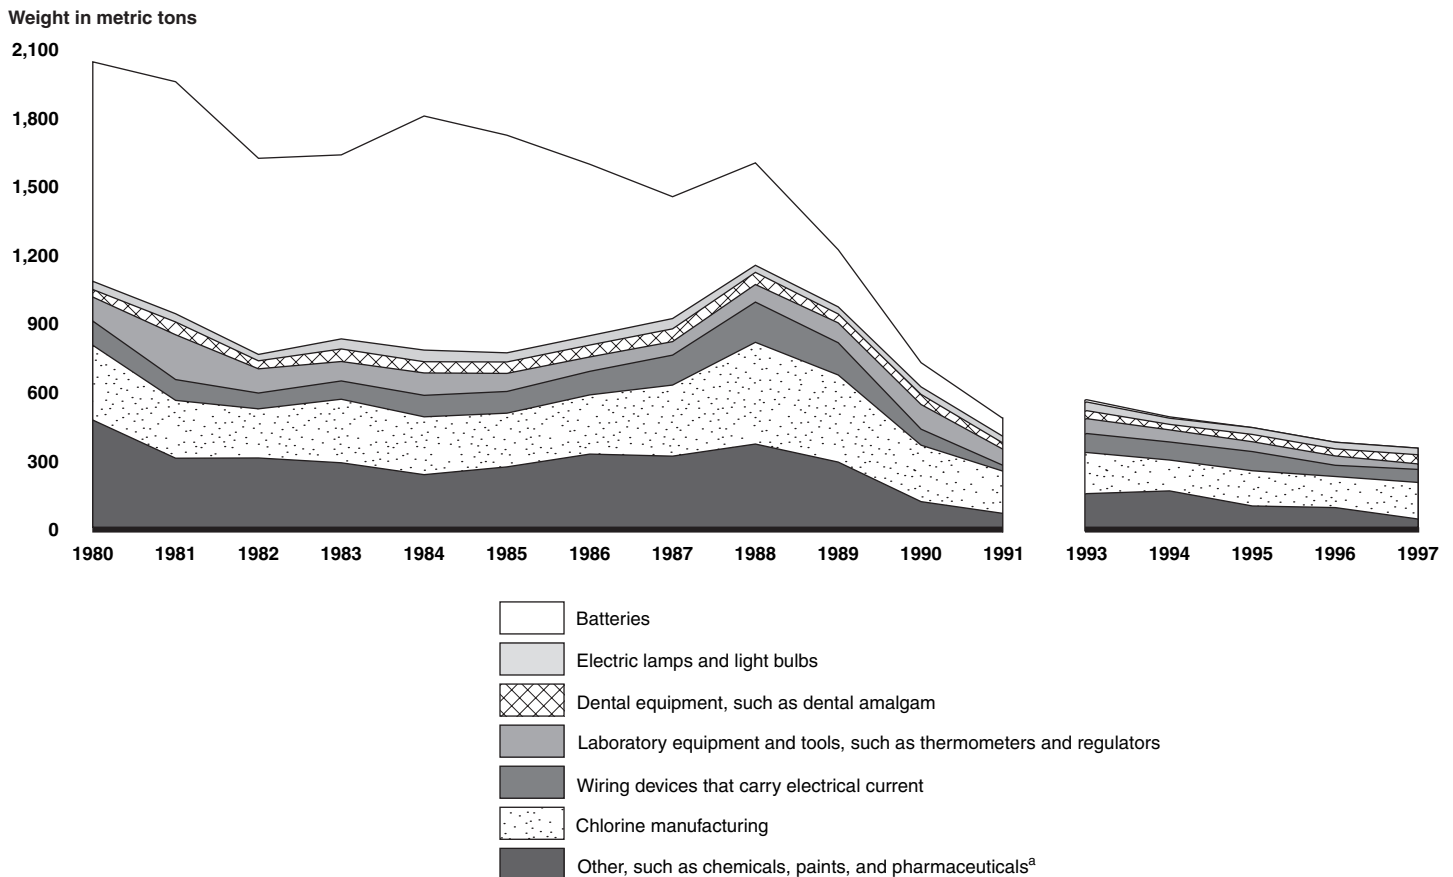 Weight in metric tons
2,100
1,800
1,500
1,200
900
600
300
0
1980 1981 1982 1983 1984 1985 1986 1987 1988 1989 1990 1991 1993 1994 1995 1996 1997
Batteries
Electric lamps and light bulbs
Dental equipment, such as dental amalgam
Laboratory equipment and tools, such as thermometers and regulators
Wiring devices that carry electrical current
Chlorine manufacturing
Other, such as chemicals, paints, and pharmaceuticalsa